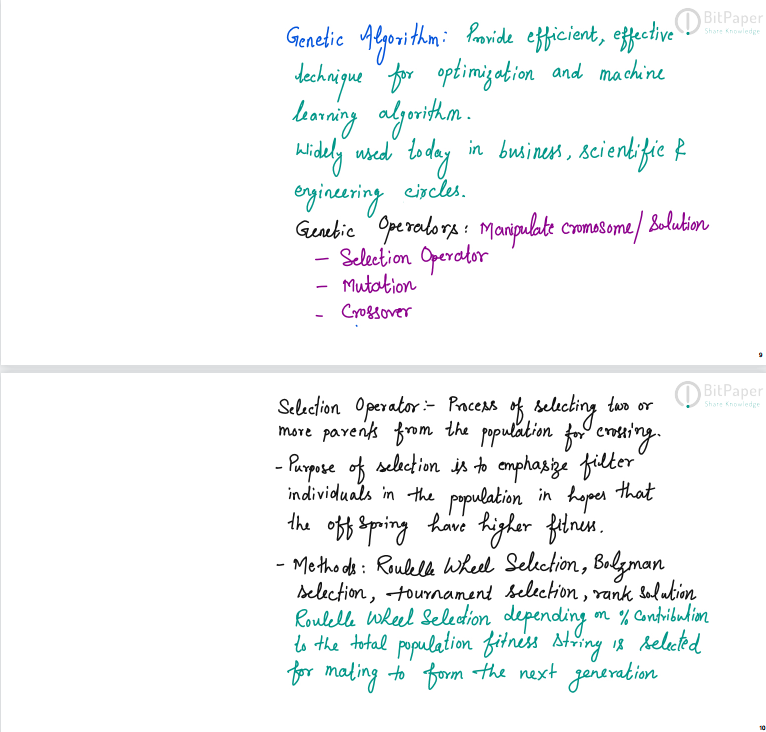 BitPaper
Share Knowledge
Genetic Algorithm: Provide efficient, effective
technique for optimization and machine
learning algorithm.
Widely used today in business, scientific &
engineering circles.
Genetic Operators: Manipulate cromosome/Solution
- Selection Operator
- Mutation
- Crossover
9
BitPaper
Share Knowledge
Selection Operator:- Process of selecting two or
more parents from the population for crossing.
- Purpose of selection is to emphasize filter
individuals in the population in hopes that
the off spring have higher fitness.
- Methods: Roulelle Wheel Selection, Bolzman
selection, tournament selection, rank solution
Roulelle Wheel Selection depending on % Contribution
to the total population fitness string is selected
for mating to form the next generation
10